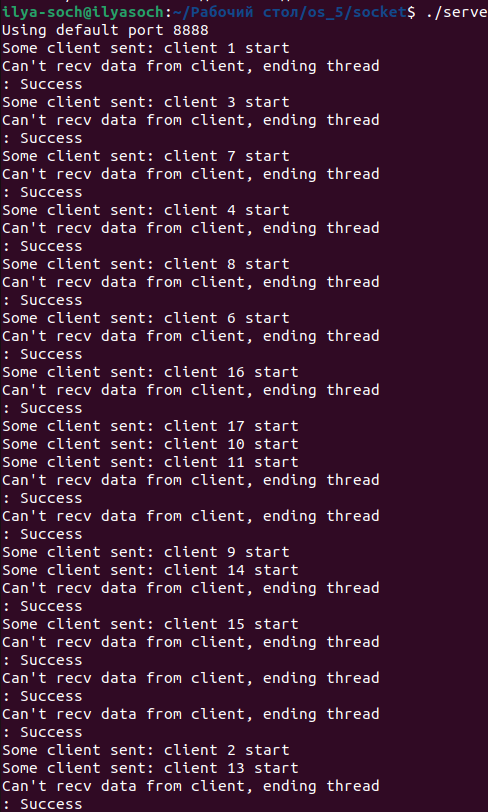 ilya-soch@ilyasoch:~/Рабочий стол/os_5/socket$ ./serve
Using default port 8888
Some client sent: client 1 start
Can't recv data from client, ending thread
: Success
Some client sent: client 3 start
Can't recv data from client, ending thread
: Success
Some client sent: client 7 start
Can't recv data from client, ending thread
: Success
Some client sent: client 4 start
Can't recv data from client, ending thread
: Success
Some client sent: client 8 start
Can't recv data from client, ending thread
: Success
Some client sent: client 6 start
Can't recv data from client, ending thread
: Success
Some client sent: client 16 start
Can't recv data from client, ending thread
: Success
Some client sent: client 17 start
Some client sent: client 10 start
Some client sent: client 11 start
Can't recv data from client, ending thread
: Success
Can't recv data from client, ending thread
: Success
Some client sent: client 9 start
Some client sent: client 14 start
Can't recv data from client, ending thread
: Success
Some client sent: client 15 start
Can't recv data from client, ending thread
: Success
Can't recv data from client, ending thread
: Success
Can't recv data from client, ending thread
: Success
Some client sent: client 2 start
Some client sent: client 13 start
Can't recv data from client, ending thread
: Success